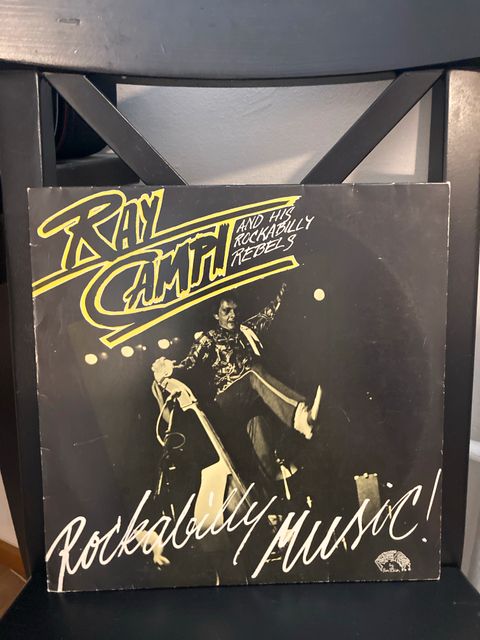 RAY
CAMPI
AND HIS
ROCKABILLY
REBELS
Rockabilly Music!